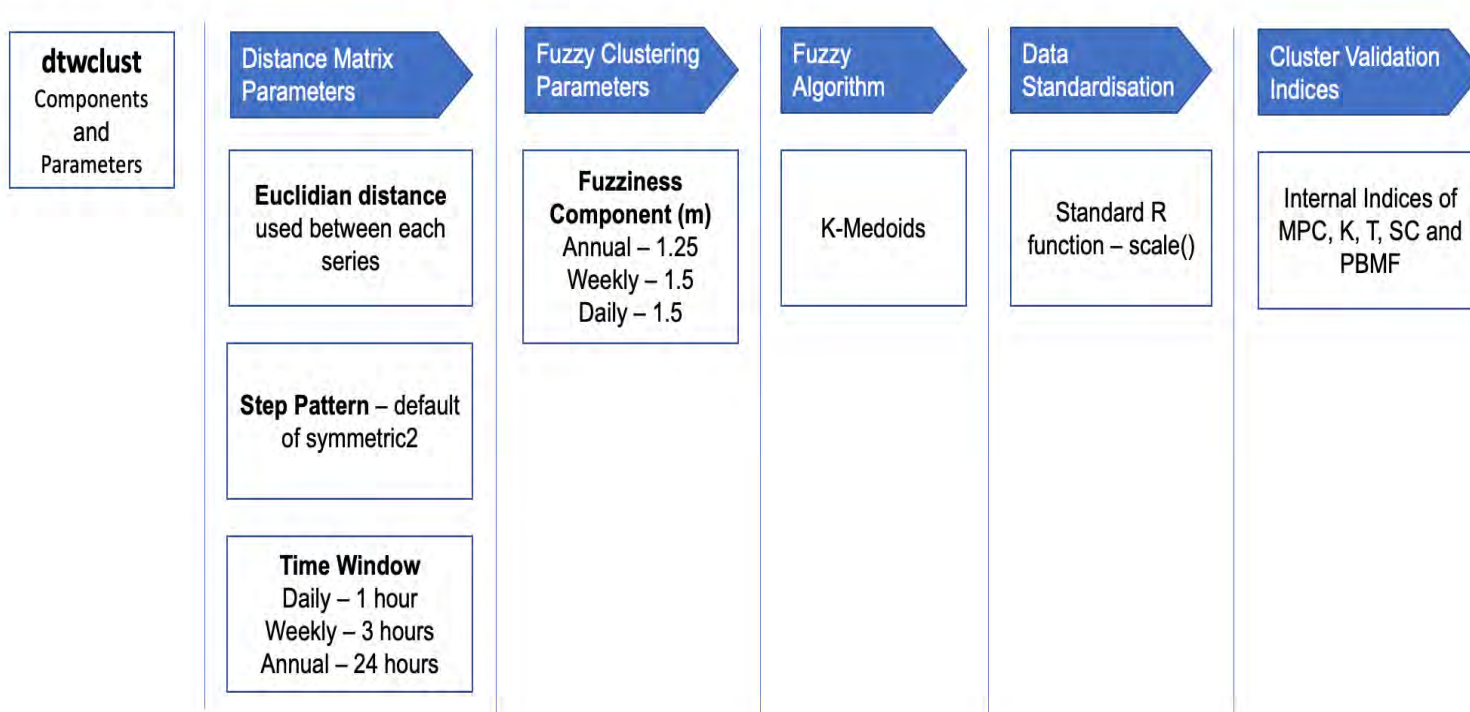 dtwclust
Components
and
Parameters
Distance Matrix
Parameters
Euclidian distance
used between each
series
Step Pattern – default
of symmetric2
Time Window
Daily – 1 hour
Weekly – 3 hours
Annual – 24 hours
Fuzzy Clustering
Parameters
Fuzziness
Component (m)
Annual – 1.25
Weekly – 1.5
Daily – 1.5
Fuzzy
Algorithm
K-Medoids
Data
Standardisation
Standard R
function – scale()
Cluster Validation
Indices
Internal Indices of
MPC, K, T, SC and
PBMF